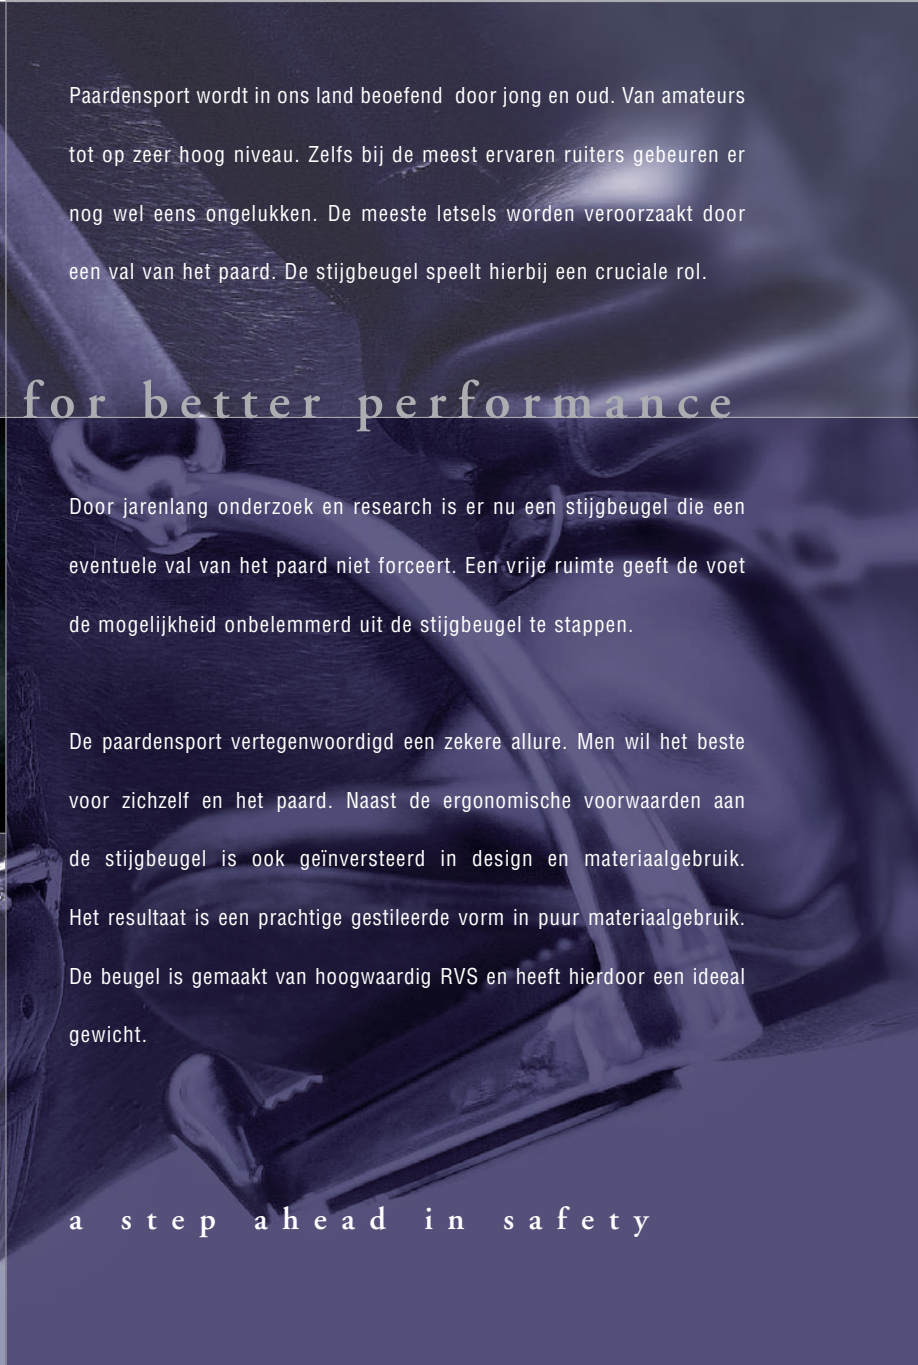 Paardensport wordt in ons land beoefend  door jong en oud. Van amateurs
tot op zeer hoog niveau. Zelfs bij de meest ervaren ruiters gebeuren er
nog wel eens ongelukken. De meeste letsels worden veroorzaakt door
een val van het paard. De stijgbeugel speelt hierbij een cruciale rol.
for better performance
Door jarenlang onderzoek en research is er nu een stijgbeugel die een
eventuele val van het paard niet forceert. Een vrije ruimte geeft de voet
de mogelijkheid onbelemmerd uit de stijgbeugel te stappen.
De paardensport vertegenwoordigd een zekere allure. Men wil het beste
voor zichzelf en het paard. Naast de ergonomische voorwaarden aan
de stijgbeugel is ook geïnversteerd in design en materiaalgebruik.
Het resultaat is een prachtige gestileerde vorm in puur materiaalgebruik.
De beugel is gemaakt van hoogwaardig RVS en heeft hierdoor een ideeal
gewicht.
a step ahead in safety